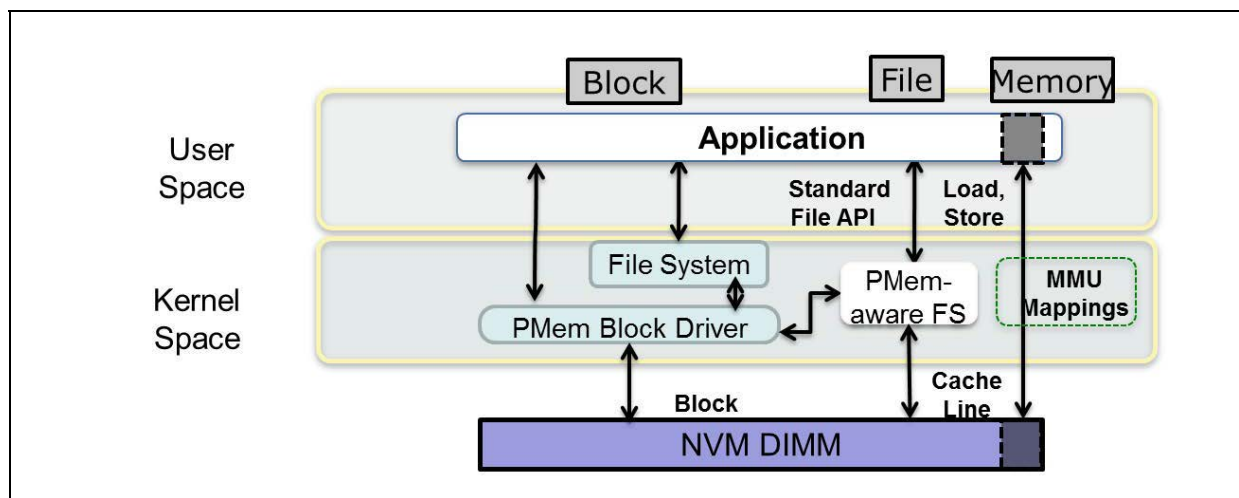 Block
File
Memory
Application
User
Space
Standard
File API
Load,
Store
File System
PMem-
aware FS
MMU
Mappings
Kernel
Space
PMem Block Driver
Block
Cache
Line
NVM DIMM